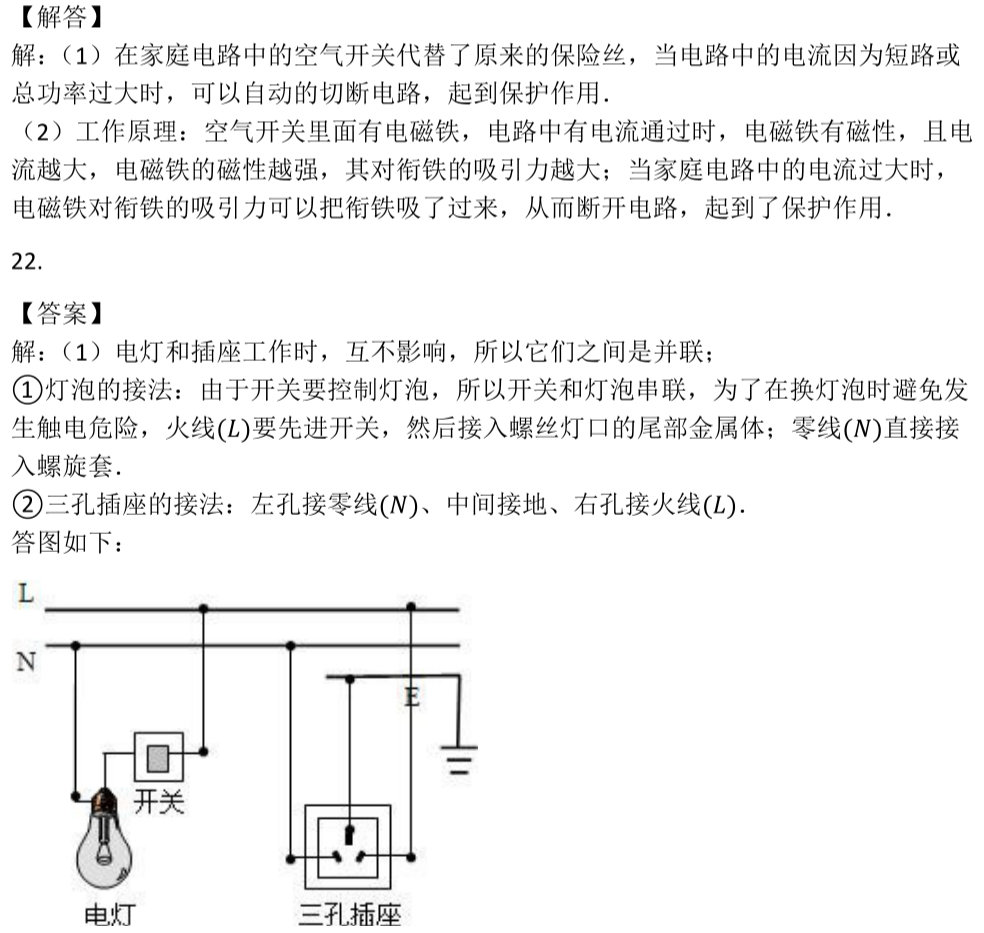 【解答】
解：（1）在家庭电路中的空气开关代替了原来的保险丝，当电路中的电流因为短路或
总功率过大时，可以自动的切断电路，起到保护作用．
（2）工作原理：空气开关里面有电磁铁，电路中有电流通过时，电磁铁有磁性，且电
流越大，电磁铁的磁性越强，其对衔铁的吸引力越大；当家庭电路中的电流过大时，
电磁铁对衔铁的吸引力可以把衔铁吸了过来，从而断开电路，起到了保护作用．
22.
【答案】
解：（1）电灯和插座工作时，互不影响，所以它们之间是并联；
①灯泡的接法：由于开关要控制灯泡，所以开关和灯泡串联，为了在换灯泡时避免发
生触电危险，火线(L)要先进开关，然后接入螺丝灯口的尾部金属体；零线(N)直接接
入螺旋套．
②三孔插座的接法：左孔接零线(N)、中间接地、右孔接火线(L)．
答图如下：
L
N
E
开关
电灯
三孔插座